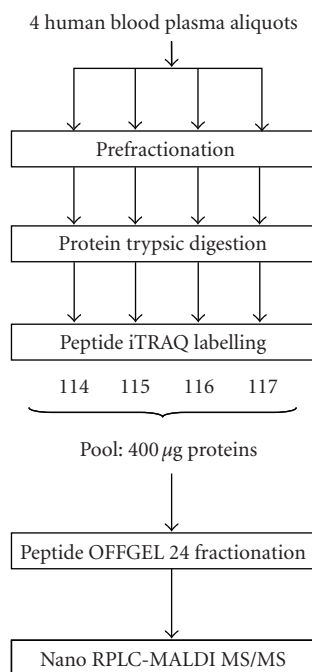 4 human blood plasma aliquots
Prefractionation
Protein trypsic digestion
Peptide iTRAQ labelling
114 115 116 117
Pool: 400 µg proteins
Peptide OFFGEL 24 fractionation
Nano RPLC-MALDI MS/MS